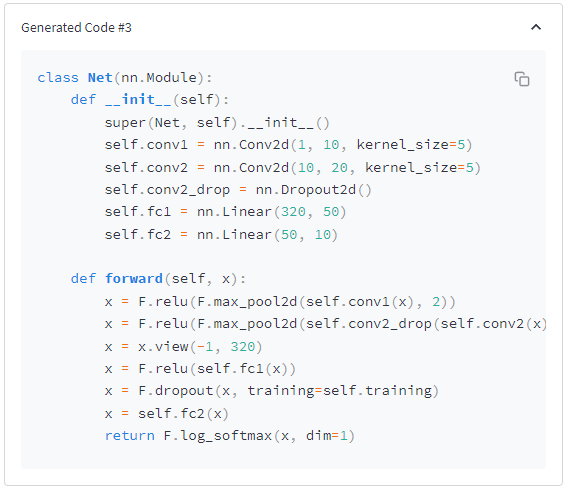 Generated Code #3
class Net(nn.Module):
    def __init__(self):
        super(Net, self).__init__()
        self.conv1 = nn.Conv2d(1, 10, kernel_size=5)
        self.conv2 = nn.Conv2d(10, 20, kernel_size=5)
        self.conv2_drop = nn.Dropout2d()
        self.fc1 = nn.Linear(320, 50)
        self.fc2 = nn.Linear(50, 10)

    def forward(self, x):
        x = F.relu(F.max_pool2d(self.conv1(x), 2))
        x = F.relu(F.max_pool2d(self.conv2_drop(self.conv2(x)
        x = x.view(-1, 320)
        x = F.relu(self.fc1(x))
        x = F.dropout(x, training=self.training)
        x = self.fc2(x)
        return F.log_softmax(x, dim=1)